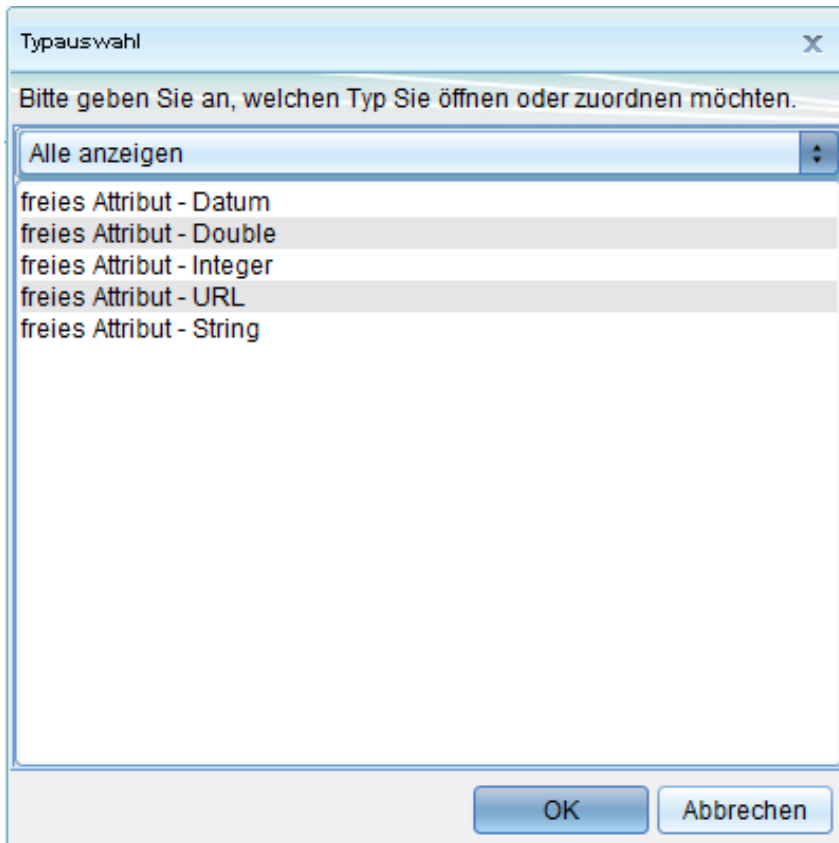 Typauswahl
Bitte geben Sie an, welchen Typ Sie öffnen oder zuordnen möchten.
Alle anzeigen
freies Attribut - Datum
freies Attribut - Double
freies Attribut - Integer
freies Attribut - URL
freies Attribut - String
OK Abbrechen